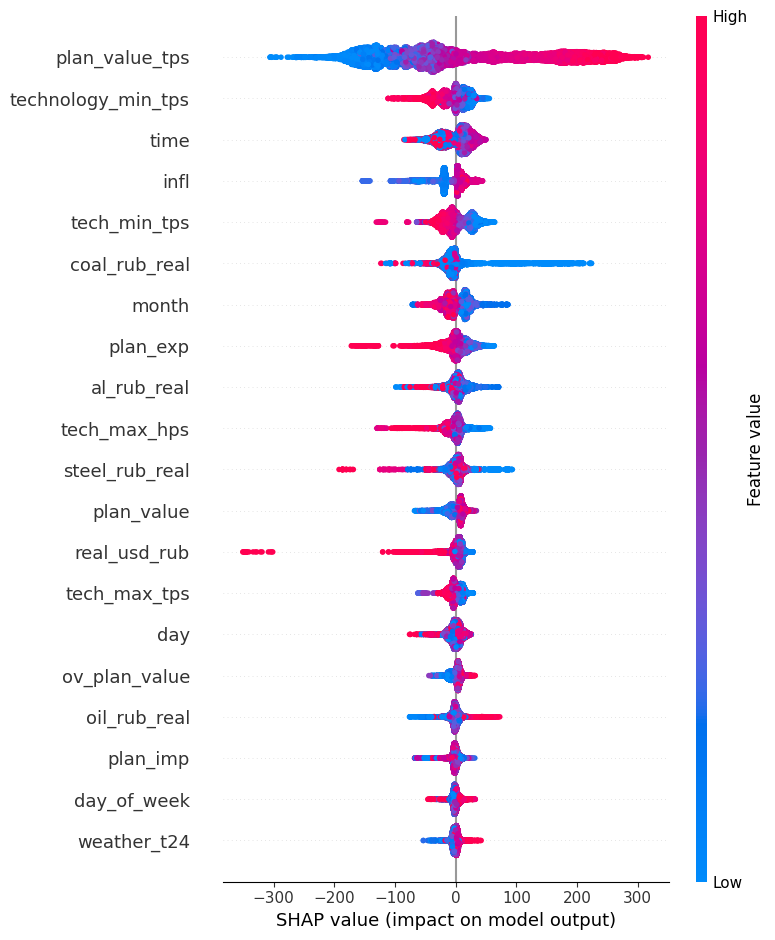 High
plan_value_tps
technology_min_tps
time
infl
tech_min_tps
coal_rub_real
month
plan_exp
al_rub_real
tech_max_hps
steel_rub_real
plan_value
real_usd_rub
tech_max_tps
day
ov_plan_value
oil_rub_real
plan_imp
day_of_week
weather_t24
Feature value
Low
−300 −200 −100 0 100 200 300
SHAP value (impact on model output)